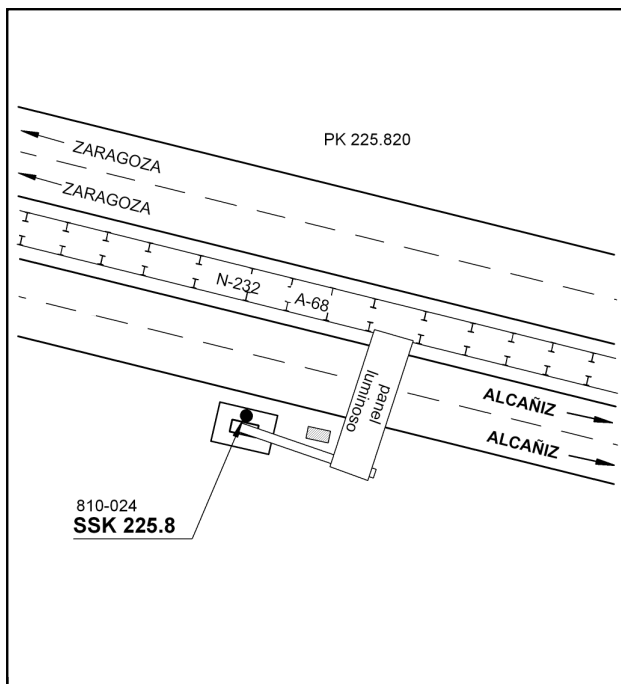 PK 225.820
ZARAGOZA
ZARAGOZA
N-232
A-68
panel
luminoso
ALCAÑIZ
ALCAÑIZ
810-024
SSK 225.8